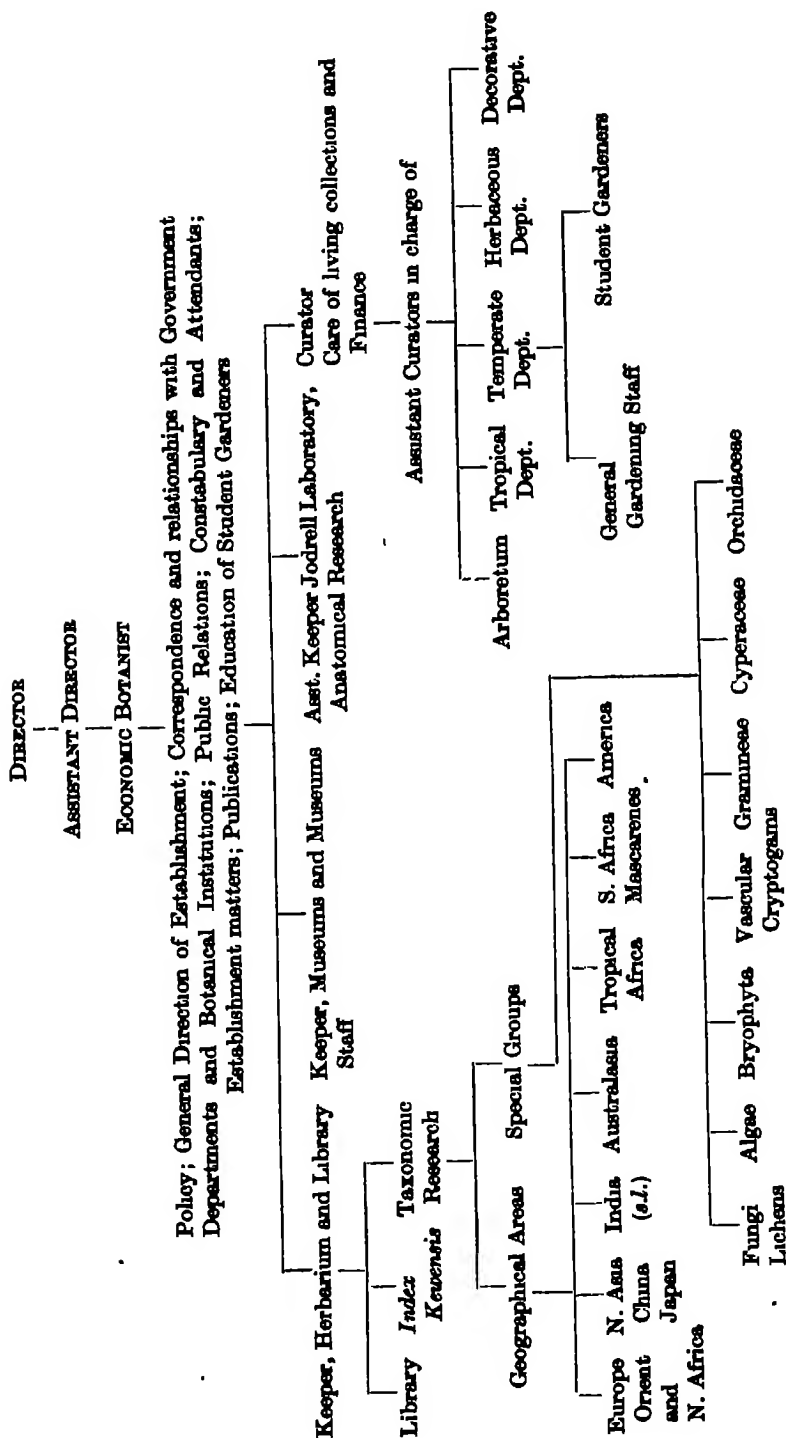 DIRECTOR
ASSISTANT DIRECTOR
ECONOMIC BOTANIST
Policy; General Direction of Establishment; Correspondence and relationships with Government
Departments and Botanical Institutions; Public Relations; Constabulary and Attendants;
Establishment matters; Publications; Education of Student Gardeners
Keeper, Herbarium and Library
Keeper, Museums and Museums
Staff
Asst. Keeper Jodrell Laboratory,
Anatomical Research
Curator
Care of living collections and
Finance
Library
Index
Kewensis
Taxonomic
Research
Assistant Curators in charge of
Geographical Areas
Special Groups
Arboretum
Tropical
Dept.
Temperate
Dept.
Herbaceous
Dept.
Decorative
Dept.
General
Gardening Staff
Student Gardeners
Europe
Orient
and
N. Africa
N. Asia
China
Japan
India
(s.l.)
Australasia
Tropical
Africa
S. Africa
Mascarenes
America
Fungi
Lichens
Algae
Bryophyta
Vascular
Cryptogams
Gramineae
Cyperaceae
Orchidaceae